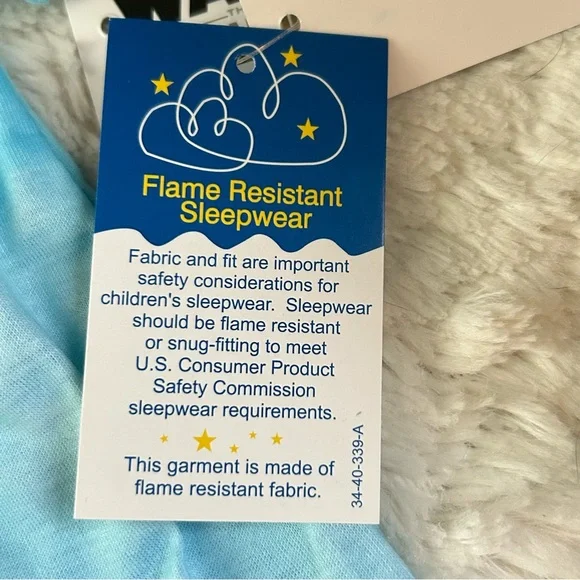 Flame Resistant
Sleepwear
Fabric and fit are important
safety considerations for
children's sleepwear. Sleepwear
should be flame resistant
or snug-fitting to meet
U.S. Consumer Product
Safety Commission
sleepwear requirements.
This garment is made of
flame resistant fabric.
34-40-339-A